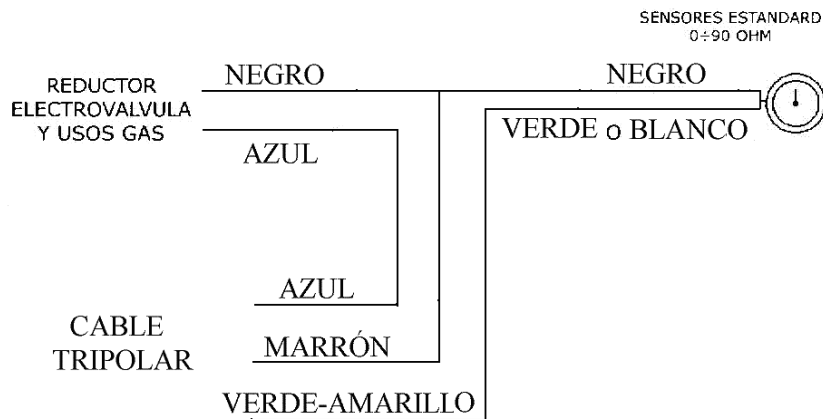 SENSORES ESTANDARD
0÷90 OHM
NEGRO
NEGRO
REDUCTOR
ELECTROVALVULA
Y USOS GAS
VERDE o BLANCO
AZUL
AZUL
CABLE
TRIPOLAR
MARRÓN
VERDE-AMARILLO